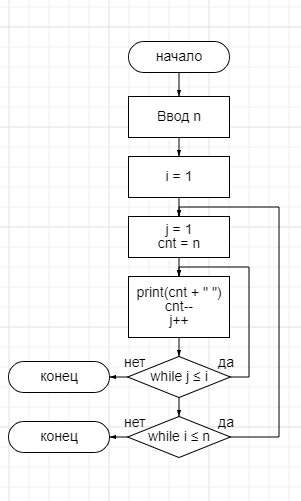 начало
Ввод n
i = 1
j = 1
cnt = n
print(cnt + " ")
cnt--
j++
нет
да
конец
while j ≤ i
нет
да
конец
while i ≤ n